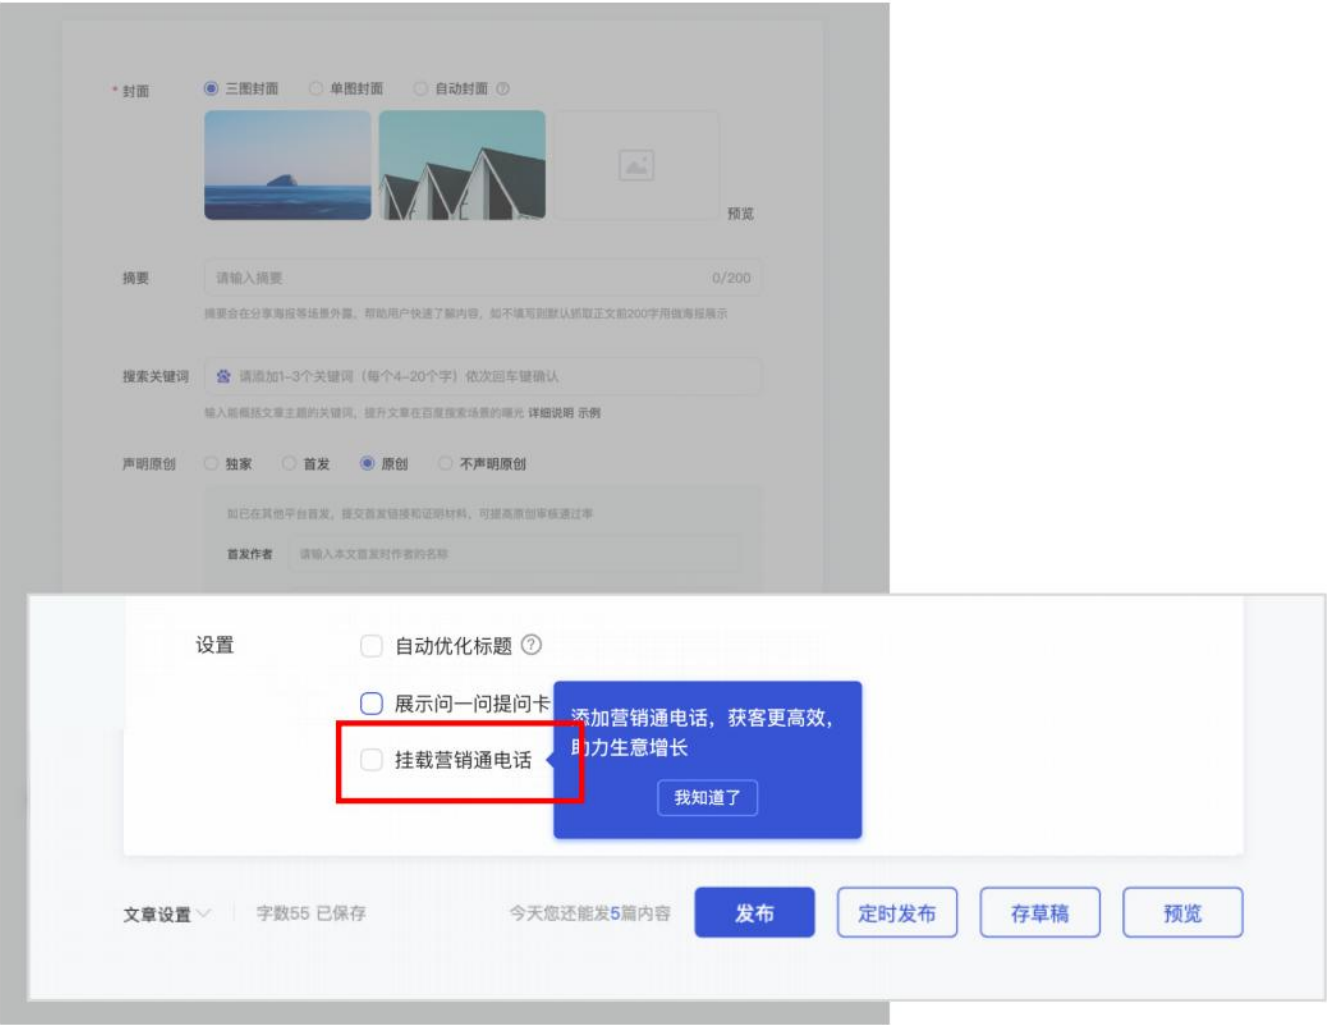 * 封面 三图封面 单图封面 自动封面 ?
预览
摘要 请输入摘要 0/200
摘要会在分享海报等场景外露，帮助用户快速了解内容，如不填写则默认抓取正文前200字用做海报展示
搜索关键词 请添加1-3个关键词（每个4-20个字）依次回车键确认
输入能概括文章主题的关键词，提升文章在百度搜索场景的曝光 详细说明 示例
声明原创 独家 首发 原创 不声明原创
如已在其他平台首发，提交首发链接和证明材料，可提高原创审核通过率
首发作者 请输入本文首发时作者的名称
设置 自动优化标题 ?
展示问一问提问卡
挂载营销通电话
添加营销通电话，获客更高效，
助力生意增长
我知道了
文章设置 字数55 已保存 今天您还能发5篇内容 发布 定时发布 存草稿 预览